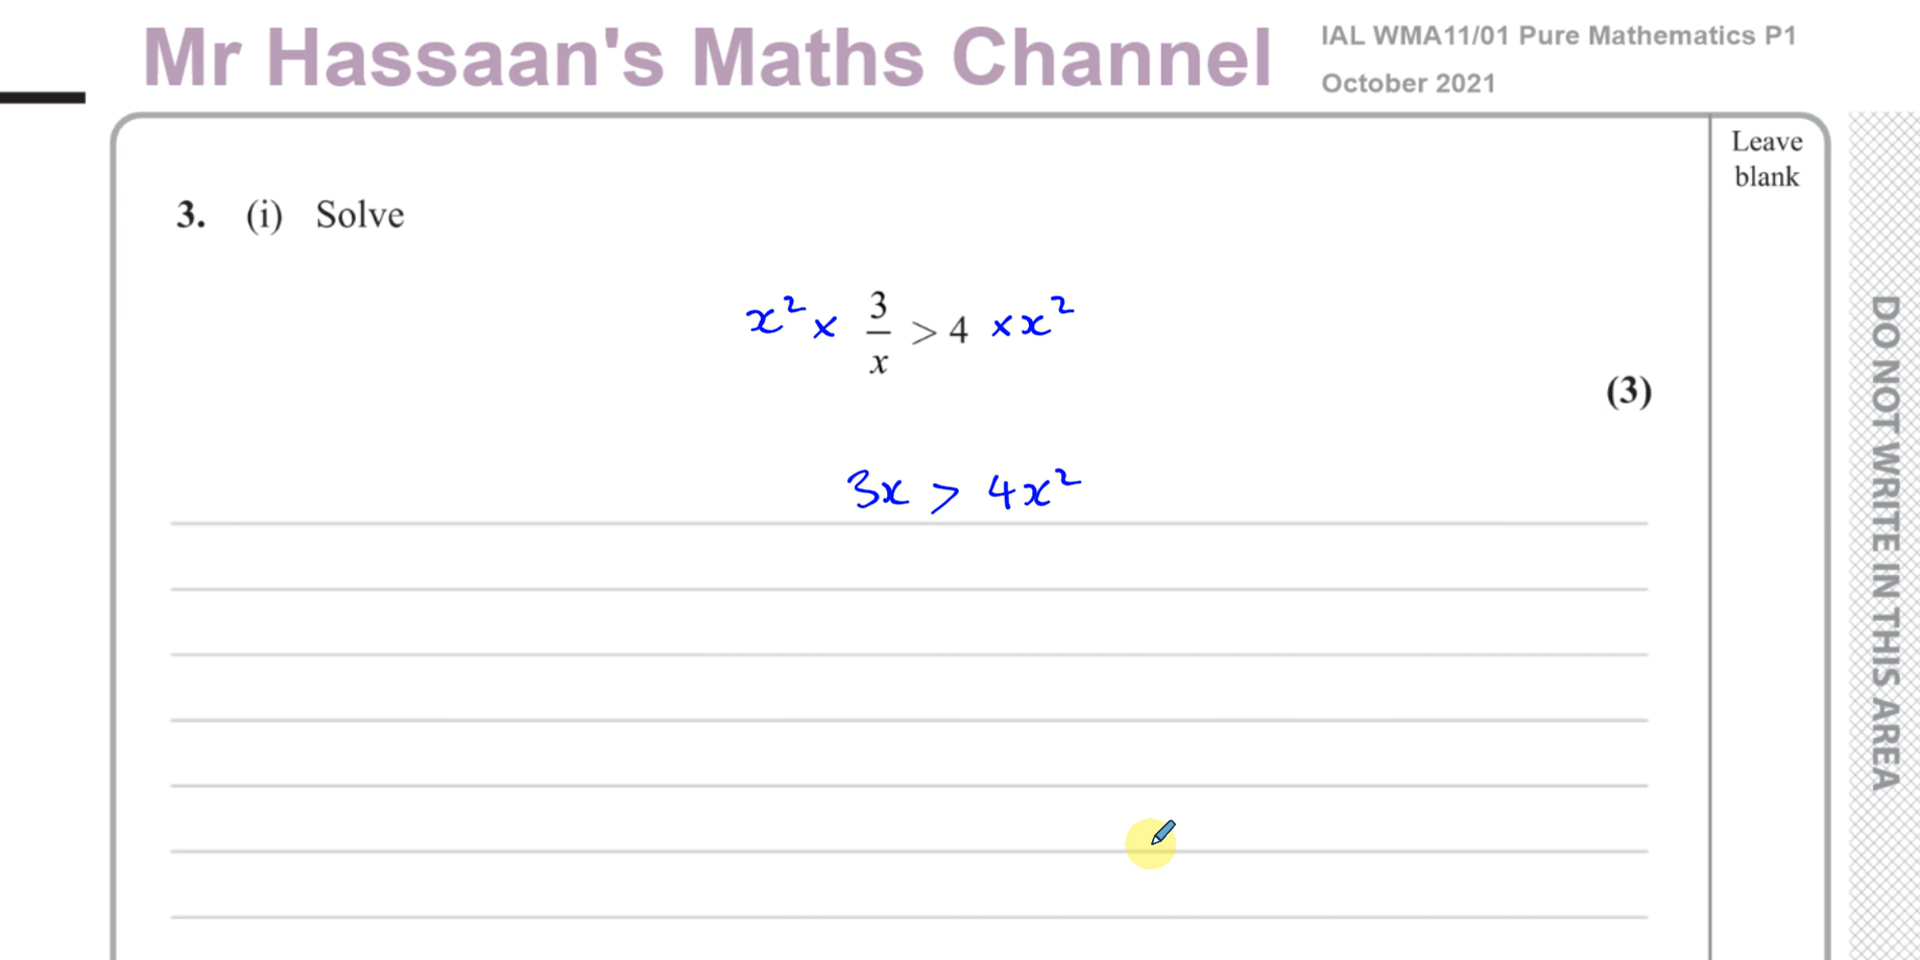 Mr Hassaan's Maths Channel
IAL WMA11/01 Pure Mathematics P1
October 2021
Leave
blank
3. (i) Solve
x² × 3/x > 4 × x²
(3)
3x > 4x²
DO NOT WRITE IN THIS AREA